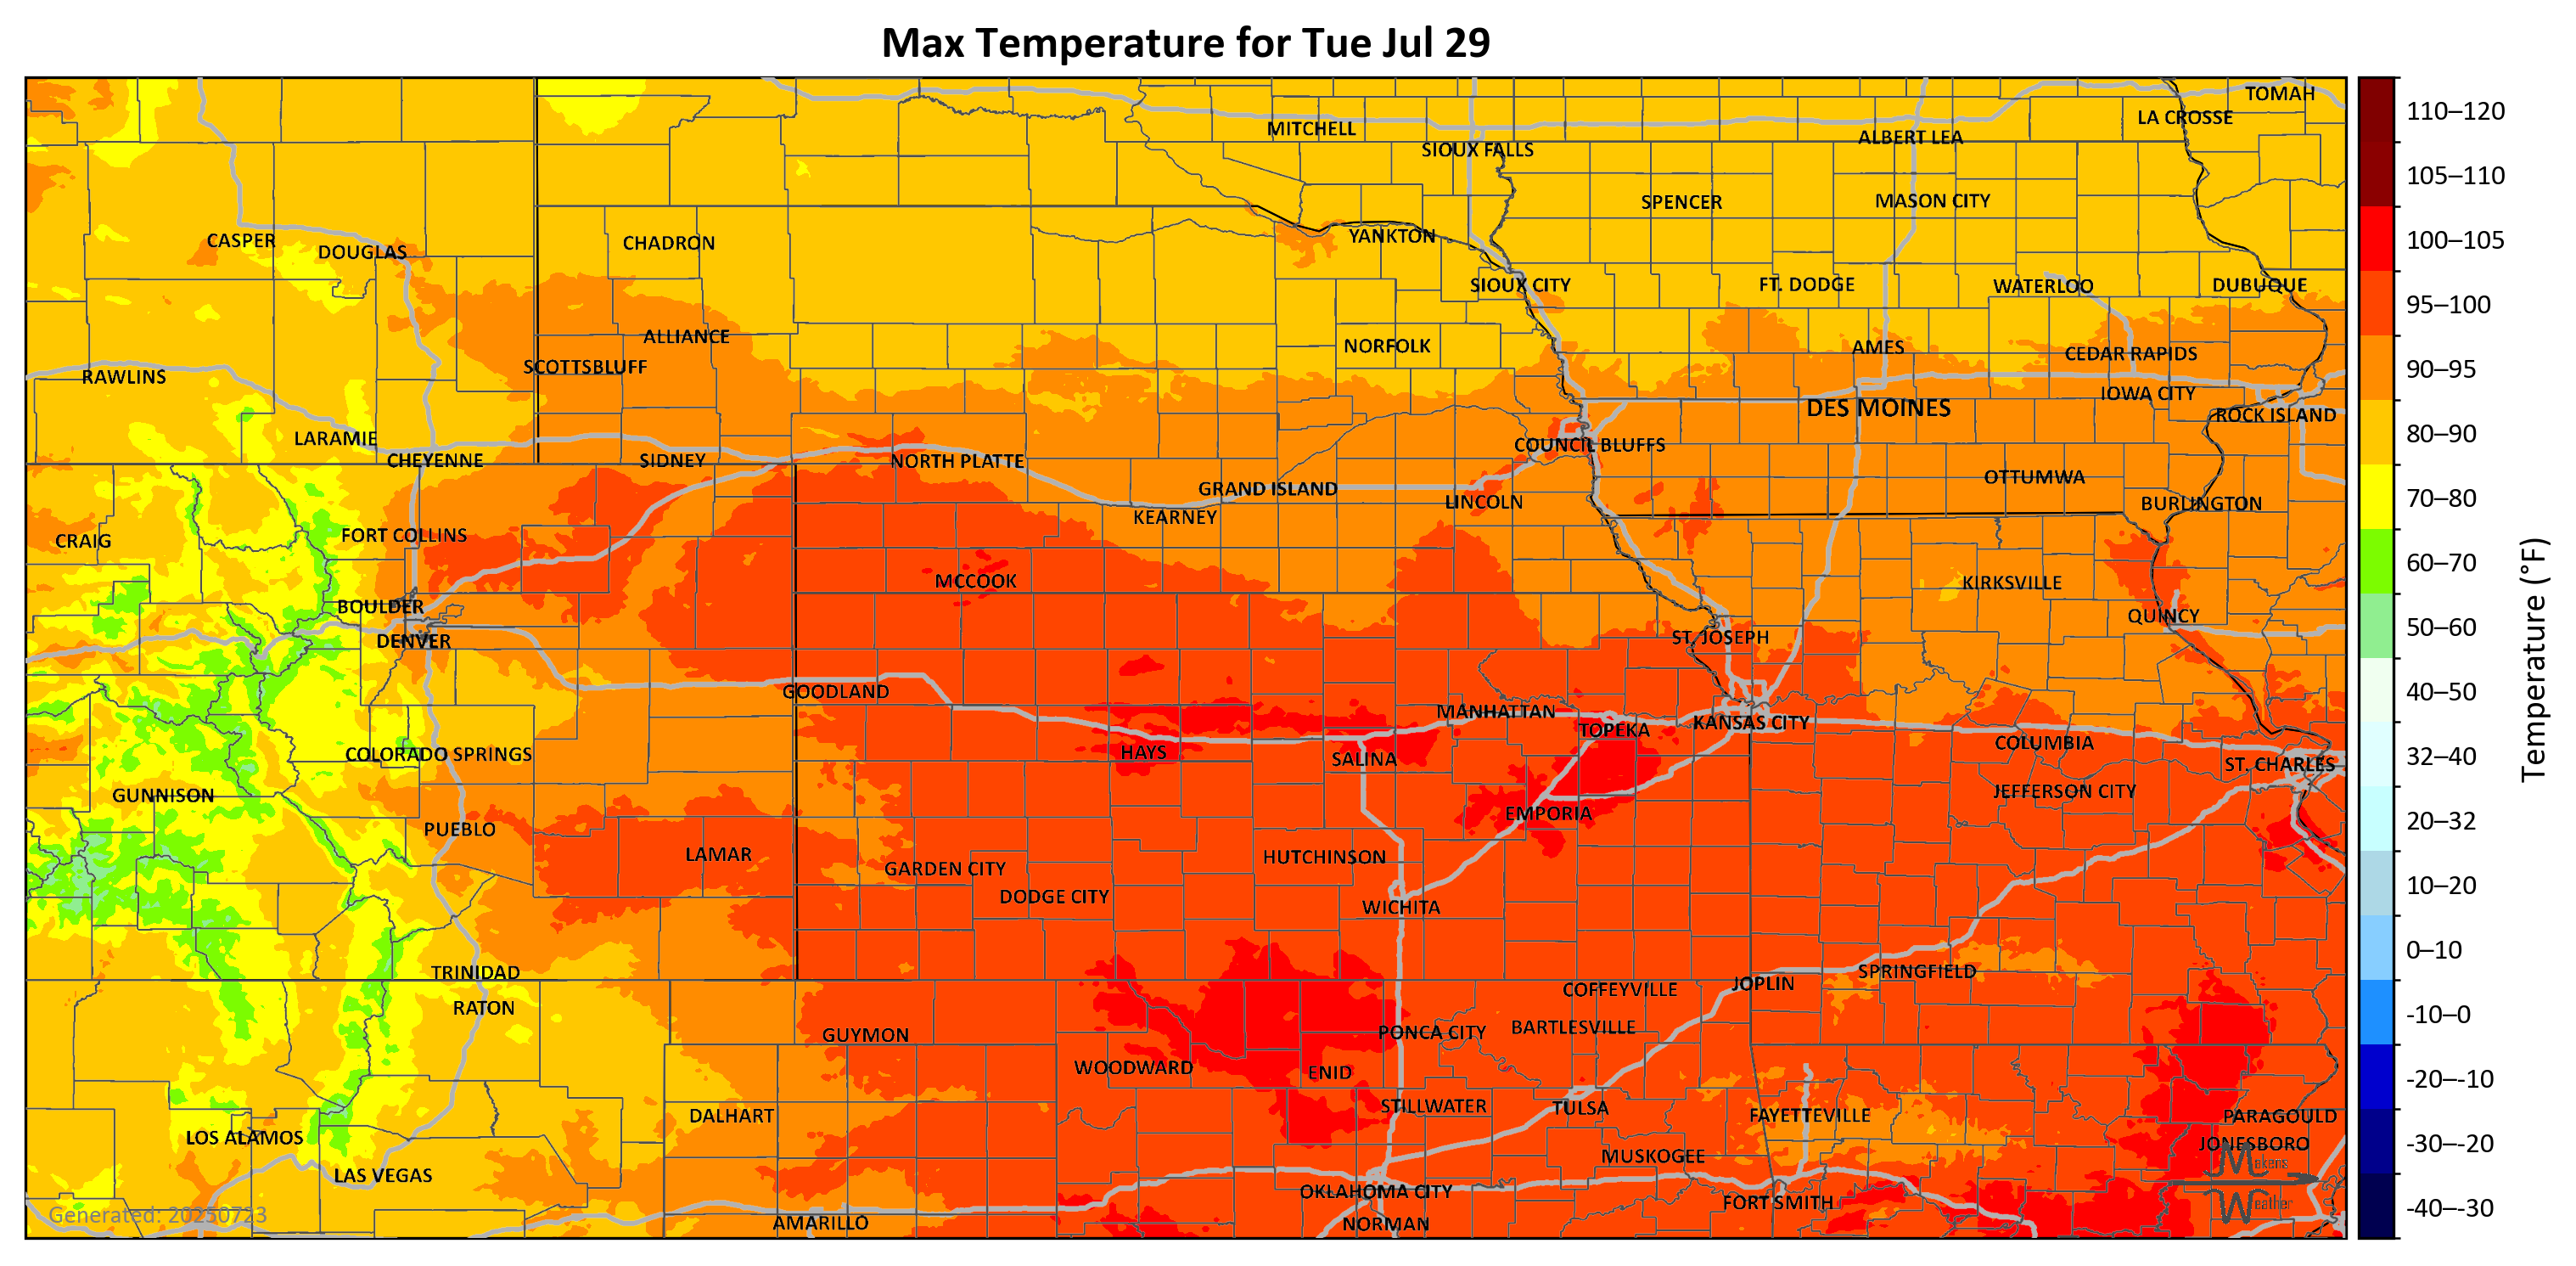 Max Temperature for Tue Jul 29
TOMAH
LA CROSSE
MITCHELL
ALBERT LEA
SIOUX FALLS
SPENCER
MASON CITY
YANKTON
CASPER
CHADRON
DOUGLAS
SIOUX CITY
FT. DODGE
WATERLOO
DUBUQUE
ALLIANCE
NORFOLK
AMES
CEDAR RAPIDS
SCOTTSBLUFF
RAWLINS
IOWA CITY
DES MOINES
ROCK ISLAND
LARAMIE
COUNCIL BLUFFS
CHEYENNE
SIDNEY
NORTH PLATTE
OTTUMWA
GRAND ISLAND
LINCOLN
BURLINGTON
KEARNEY
FORT COLLINS
CRAIG
MCCOOK
KIRKSVILLE
BOULDER
QUINCY
DENVER
ST. JOSEPH
GOODLAND
MANHATTAN
KANSAS CITY
TOPEKA
COLUMBIA
COLORADO SPRINGS
HAYS
SALINA
ST. CHARLES
GUNNISON
JEFFERSON CITY
EMPORIA
PUEBLO
LAMAR
HUTCHINSON
GARDEN CITY
DODGE CITY
WICHITA
TRINIDAD
SPRINGFIELD
JOPLIN
COFFEYVILLE
RATON
BARTLESVILLE
PONCA CITY
GUYMON
WOODWARD
ENID
STILLWATER
TULSA
DALHART
FAYETTEVILLE
PARAGOULD
LOS ALAMOS
JONESBORO
MUSKOGEE
LAS VEGAS
OKLAHOMA CITY
FORT SMITH
AMARILLO
NORMAN
Makens
Weather
Generated: 20250723
110–120
105–110
100–105
95–100
90–95
80–90
70–80
60–70
50–60
40–50
32–40
20–32
10–20
0–10
-10–0
-20–-10
-30–-20
-40–-30
Temperature (°F)